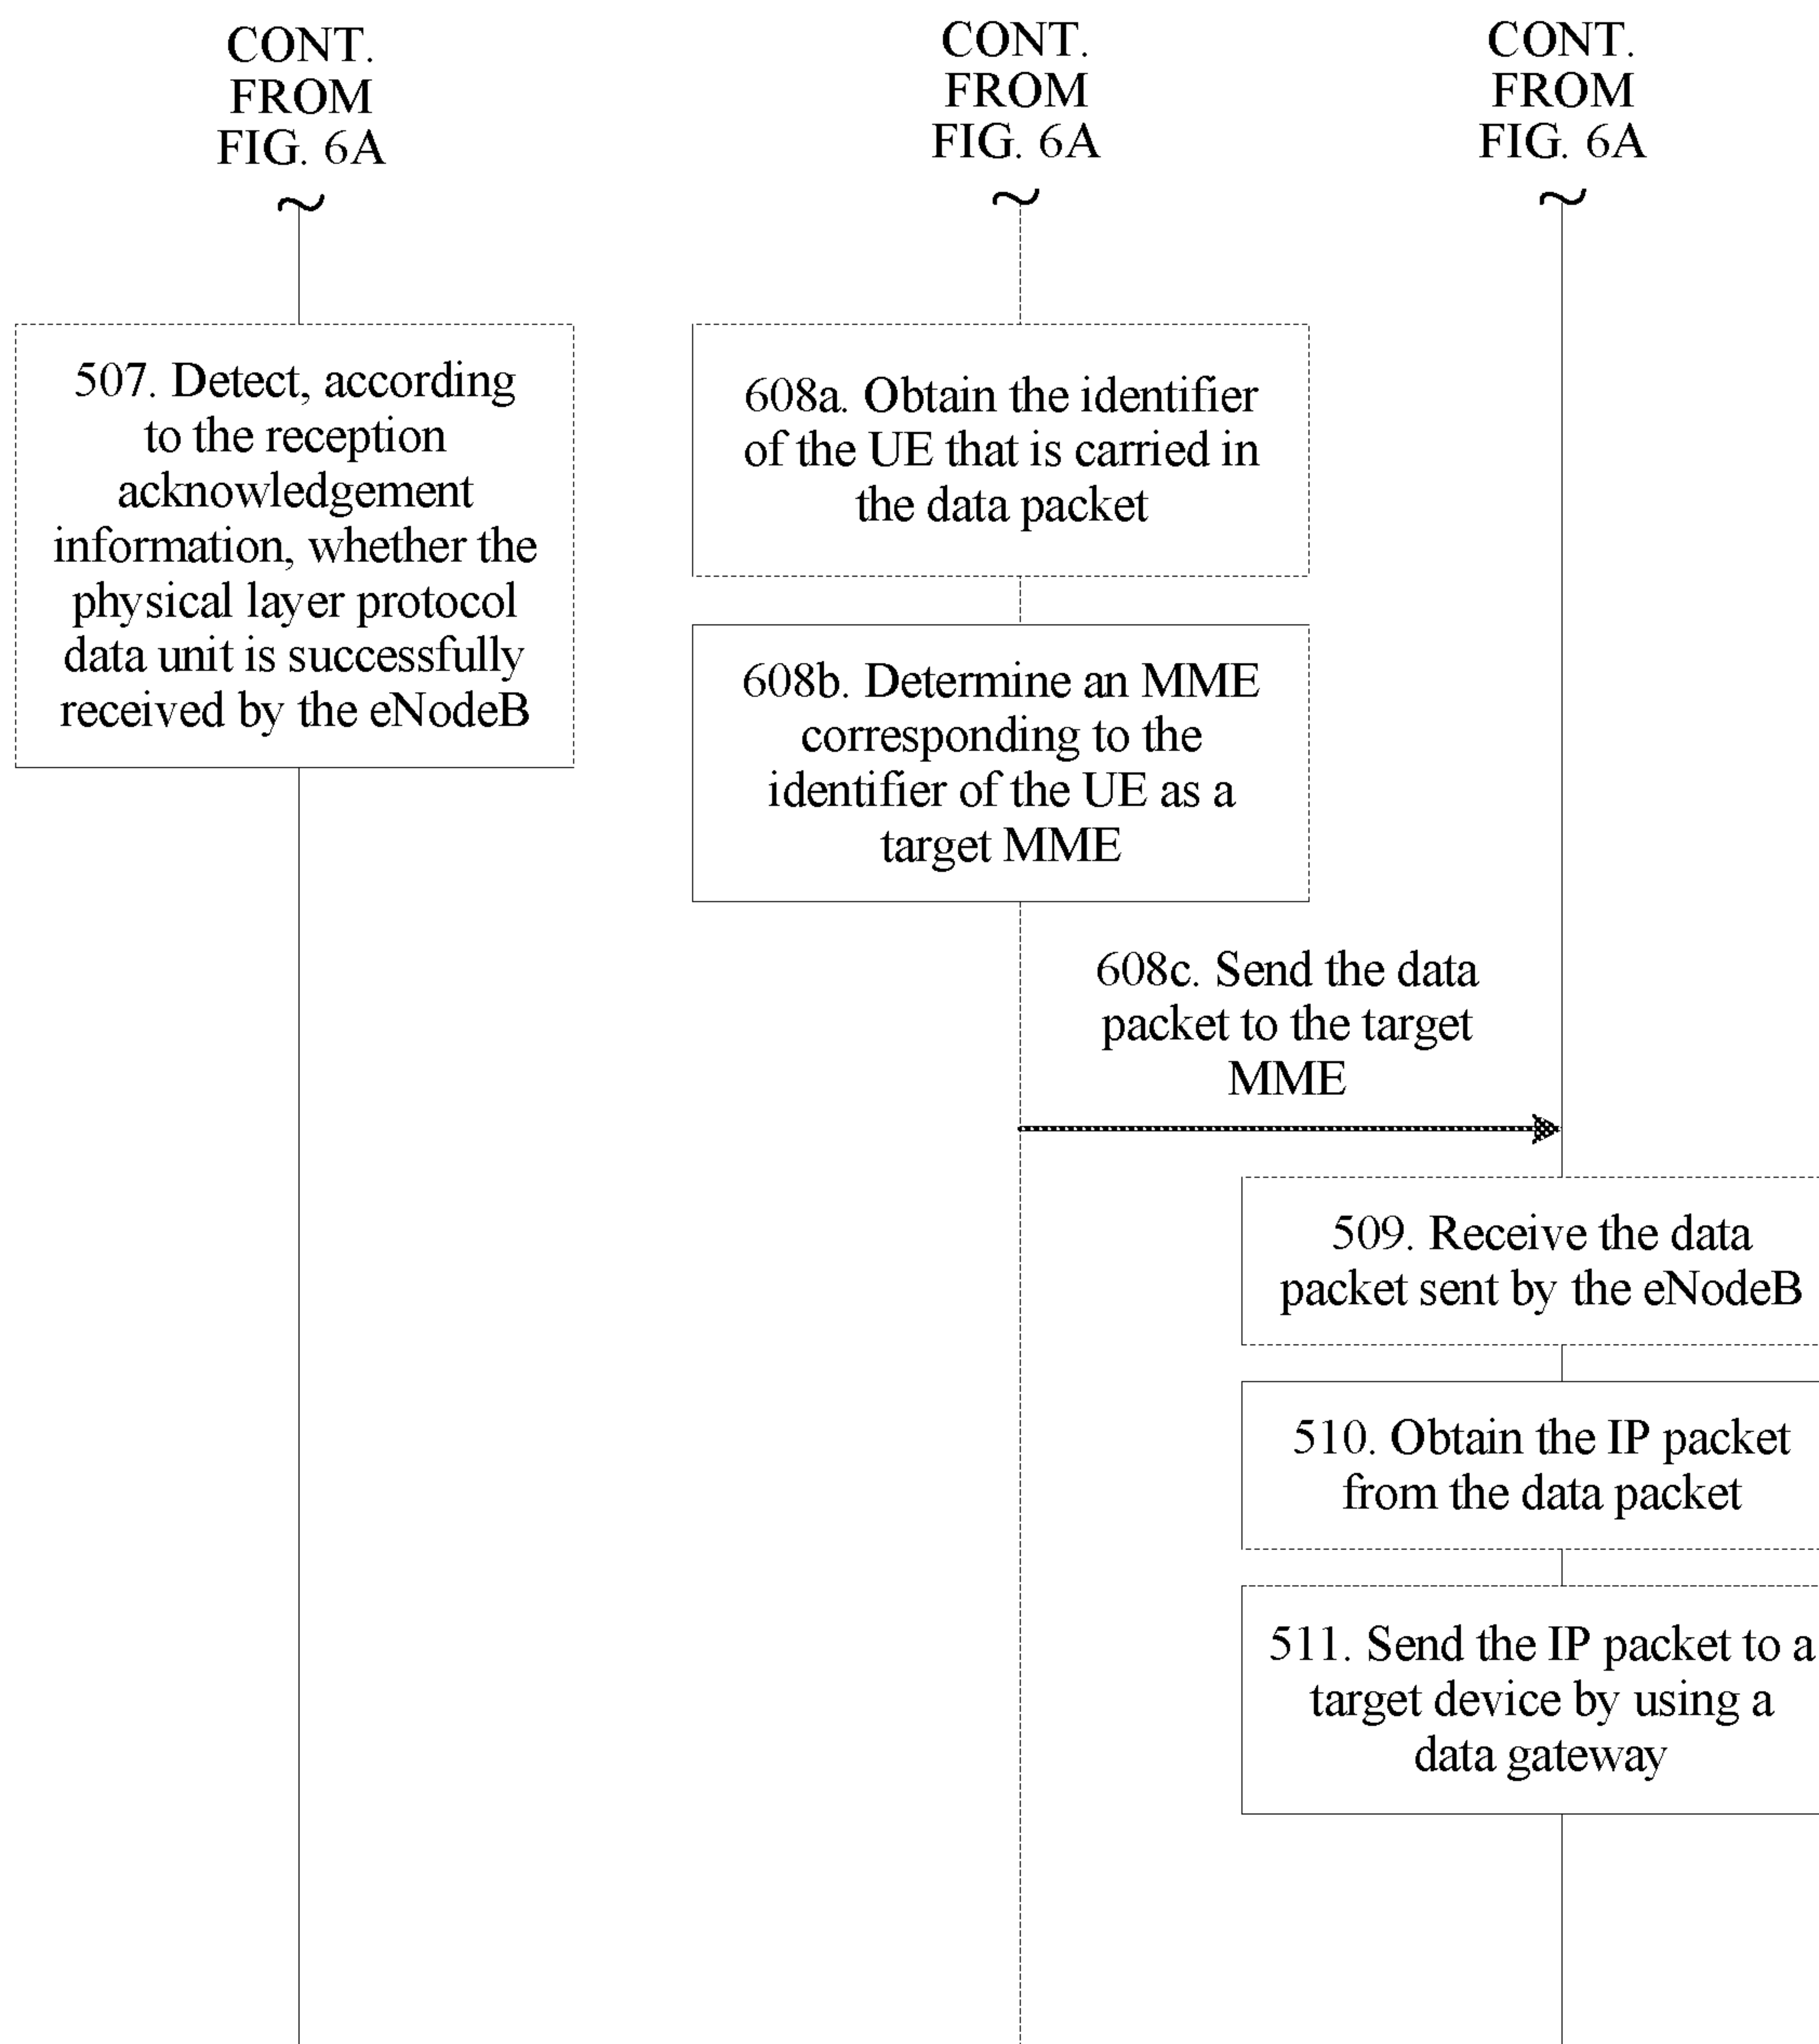 CONT.
FROM
FIG. 6A
CONT.
FROM
FIG. 6A
CONT.
FROM
FIG. 6A
507. Detect, according
to the reception
acknowledgement
information, whether the
physical layer protocol
data unit is successfully
received by the eNodeB
608a. Obtain the identifier
of the UE that is carried in
the data packet
608b. Determine an MME
corresponding to the
identifier of the UE as a
target MME
608c. Send the data
packet to the target
MME
509. Receive the data
packet sent by the eNodeB
510. Obtain the IP packet
from the data packet
511. Send the IP packet to a
target device by using a
data gateway